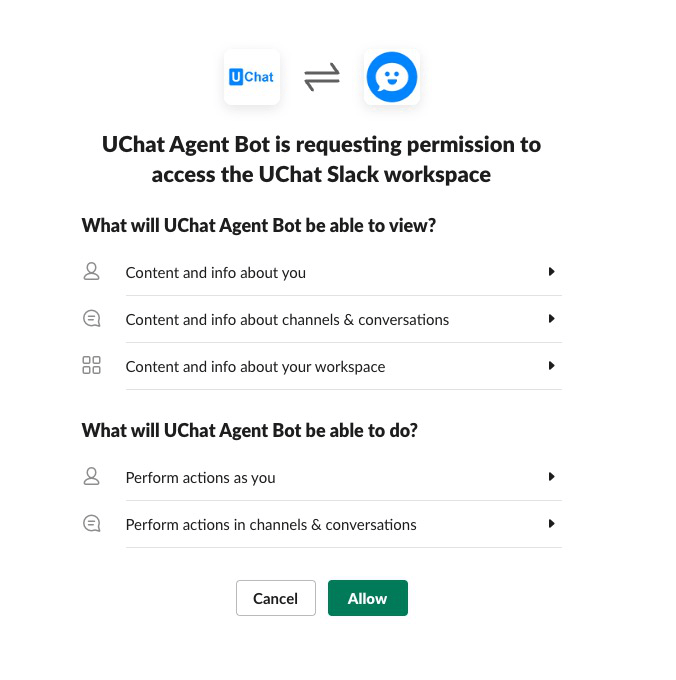 UChat
UChat Agent Bot is requesting permission to
access the UChat Slack workspace
What will UChat Agent Bot be able to view?
Content and info about you
Content and info about channels & conversations
Content and info about your workspace
What will UChat Agent Bot be able to do?
Perform actions as you
Perform actions in channels & conversations
Cancel
Allow